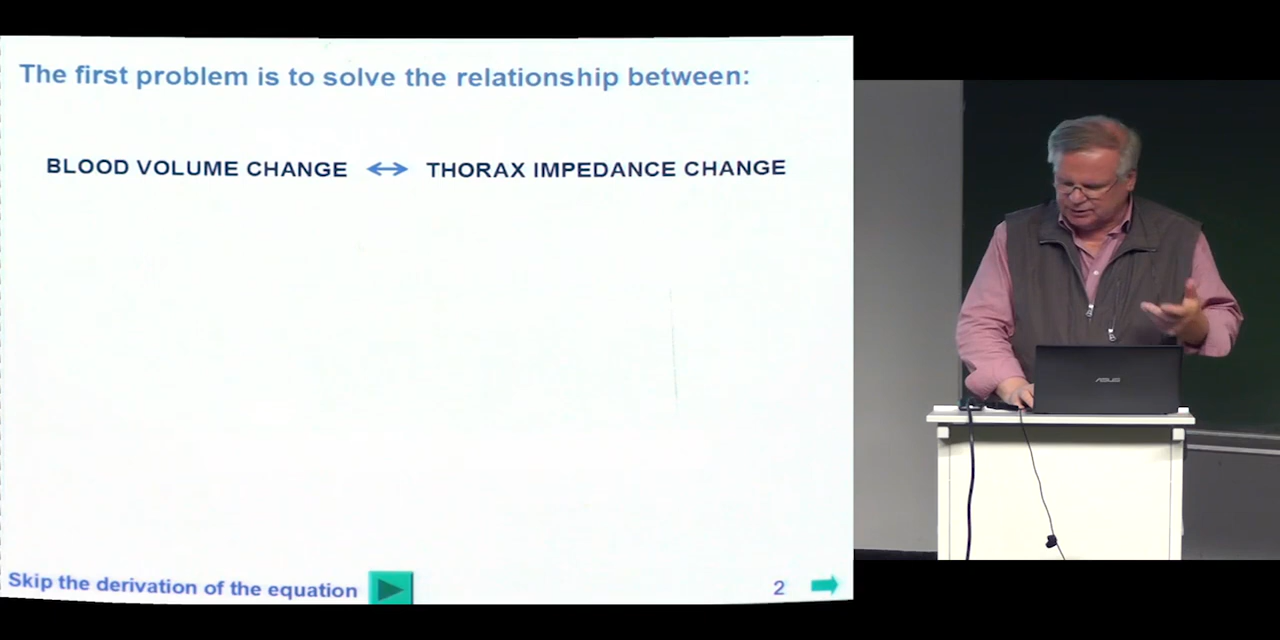 The first problem is to solve the relationship between:
BLOOD VOLUME CHANGE ↔ THORAX IMPEDANCE CHANGE
Skip the derivation of the equation
2
ASUS